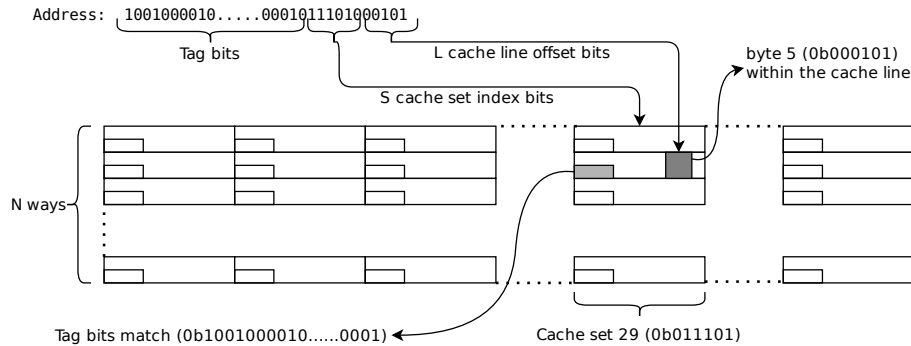 Address: 1001000010.....0001011101000101
Tag bits
L cache line offset bits
byte 5 (0b000101)
within the cache line
S cache set index bits
N ways
Tag bits match (0b1001000010......0001)
Cache set 29 (0b011101)